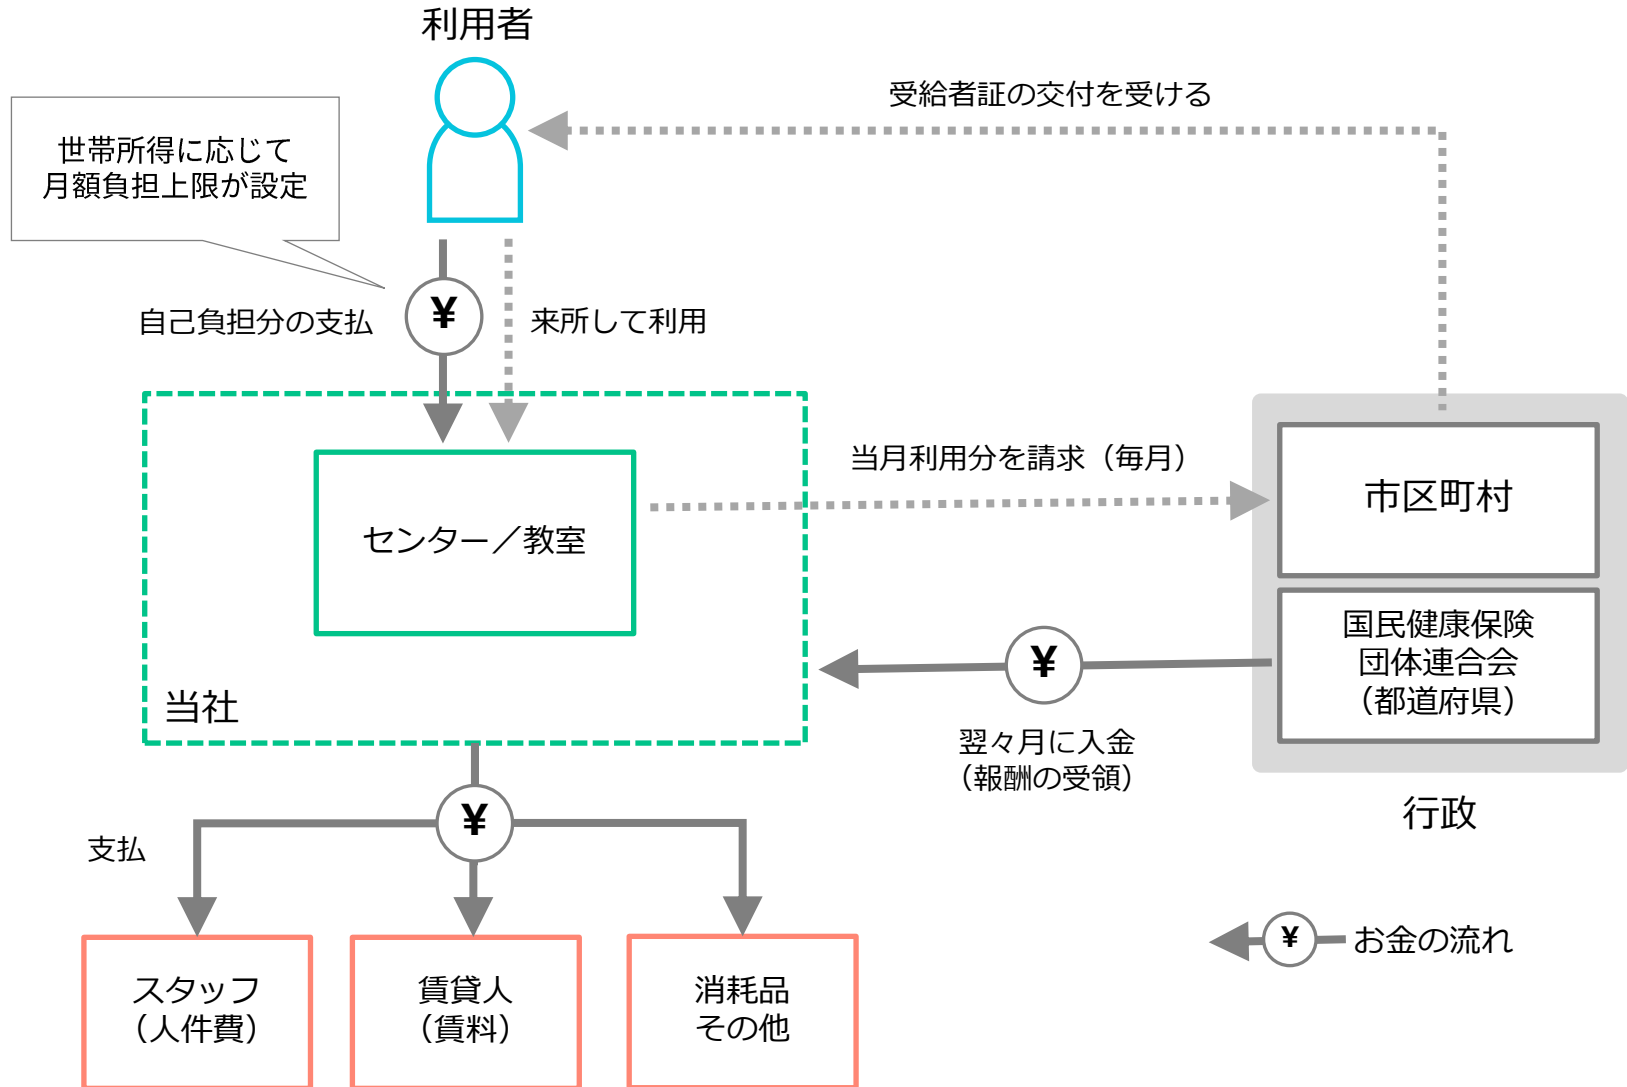 利用者
受給者証の交付を受ける
世帯所得に応じて
月額負担上限が設定
¥
自己負担分の支払
来所して利用
当月利用分を請求（毎月）
市区町村
センター／教室
国民健康保険
団体連合会
（都道府県）
¥
当社
翌々月に入金
（報酬の受領）
行政
¥
支払
¥
お金の流れ
スタッフ
（人件費）
賃貸人
（賃料）
消耗品
その他